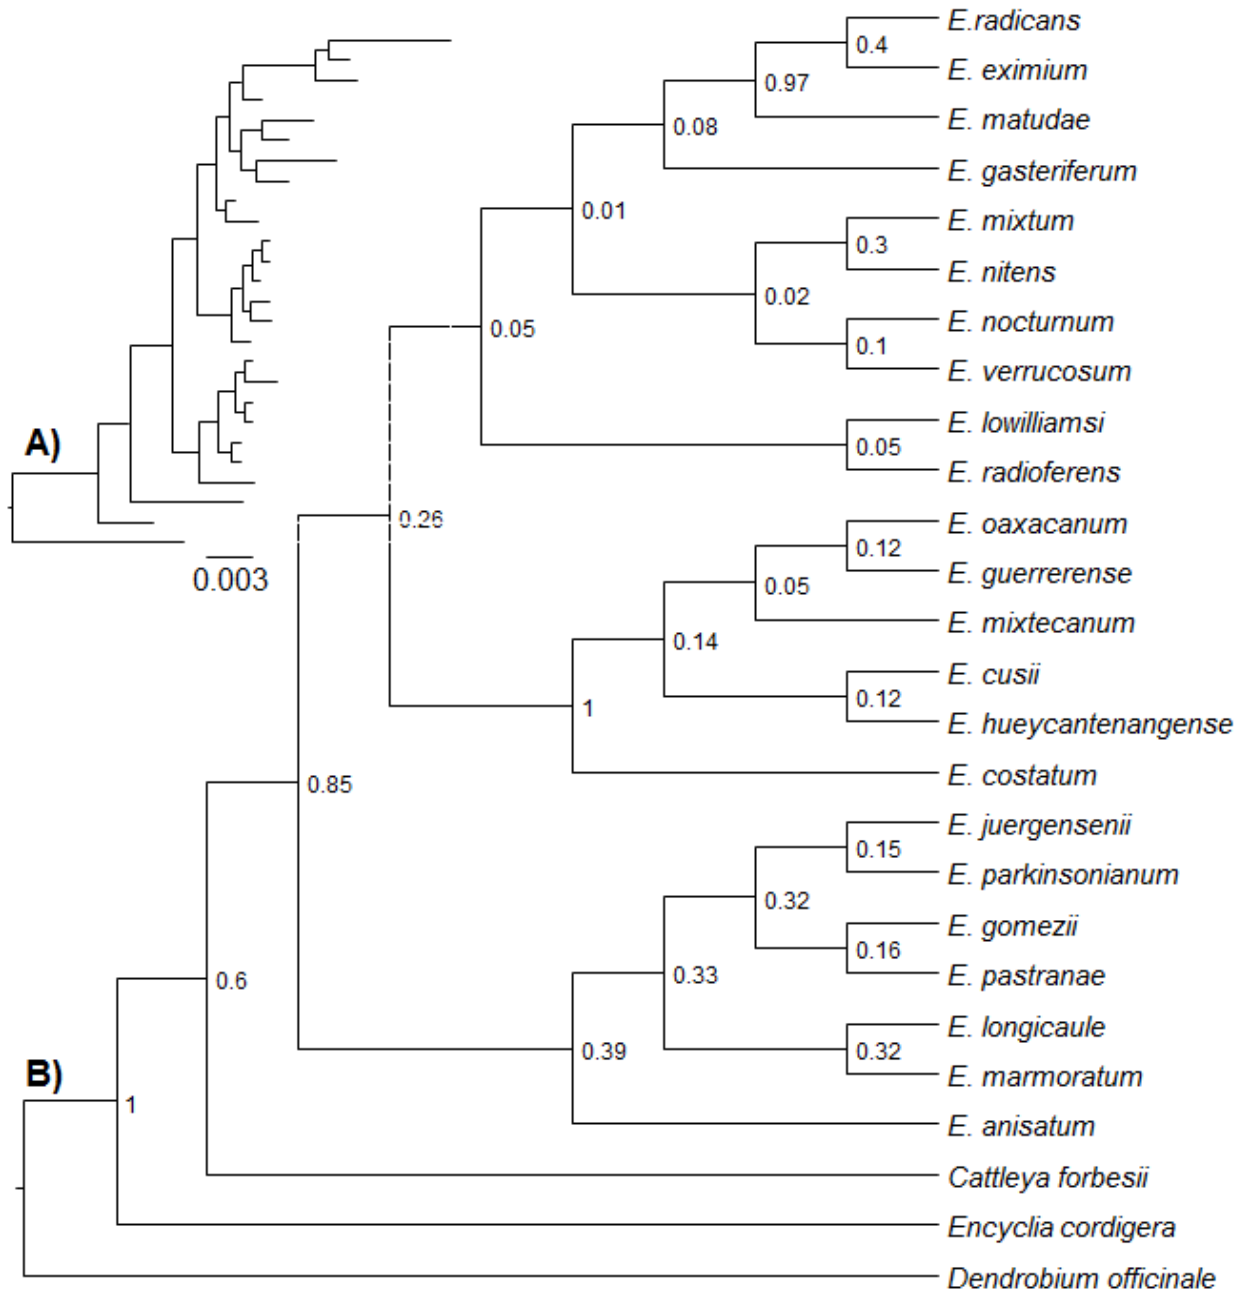 E.radicans
0.4
E. eximium
0.97
E. matudae
0.08
E. gasteriferum
0.01
E. mixtum
0.3
E. nitens
0.02
E. nocturnum
0.1
E. verrucosum
0.05
E. lowilliamsi
0.05
E. radioferens
A)
0.26
E. oaxacanum
0.12
E. guerrerense
0.05
0.003
E. mixtecanum
0.14
E. cusii
0.12
E. hueycantenangense
1
E. costatum
0.85
E. juergensenii
0.15
E. parkinsonianum
0.32
E. gomezii
0.16
E. pastranae
0.33
0.6
E. longicaule
0.32
E. marmoratum
0.39
B)
1
E. anisatum
Cattleya forbesii
Encyclia cordigera
Dendrobium officinale